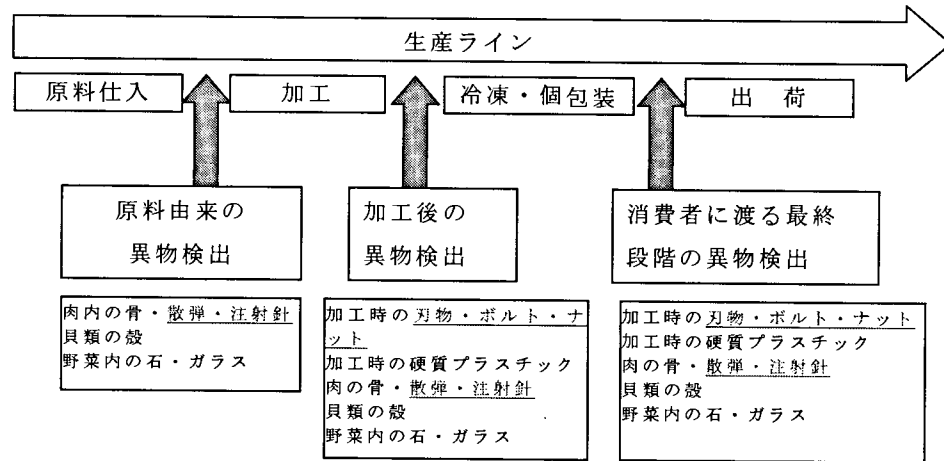 生産ライン
原料仕入
加工
冷凍・個包装
出 荷
原料由来の
異物検出
加工後の
異物検出
消費者に渡る最終
段階の異物検出
肉内の骨・散弾・注射針
貝類の殻
野菜内の石・ガラス
加工時の刃物・ボルト・ナ
ット
加工時の硬質プラスチック
肉の骨・散弾・注射針
貝類の殻
野菜内の石・ガラス
加工時の刃物・ボルト・ナット
加工時の硬質プラスチック
肉の骨・散弾・注射針
貝類の殻
野菜内の石・ガラス